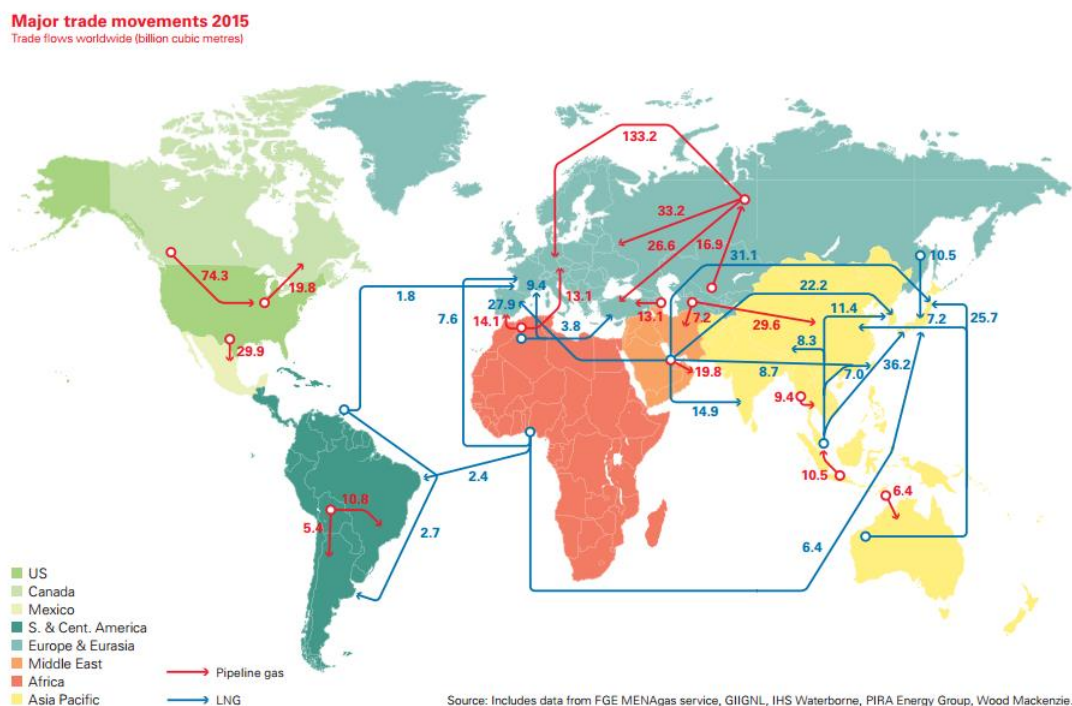 Major trade movements 2015
Trade flows worldwide (billion cubic metres)
133.2
33.2
26.6
16.9
31.1
10.5
74.3
19.8
1.8
9.4
22.2
27.9
13.1
11.4
7.6
14.1
3.8
13.1
7.2
29.6
7.2
25.7
29.9
8.3
19.8
8.7
7.0
36.2
14.9
9.4
2.4
10.5
6.4
10.8
5.4
2.7
6.4
US
Canada
Mexico
S. & Cent. America
Europe & Eurasia
Middle East
Africa
Asia Pacific
Pipeline gas
LNG
Source: Includes data from FGE MENAgas service, GIIGNL, IHS Waterborne, PIRA Energy Group, Wood Mackenzie.